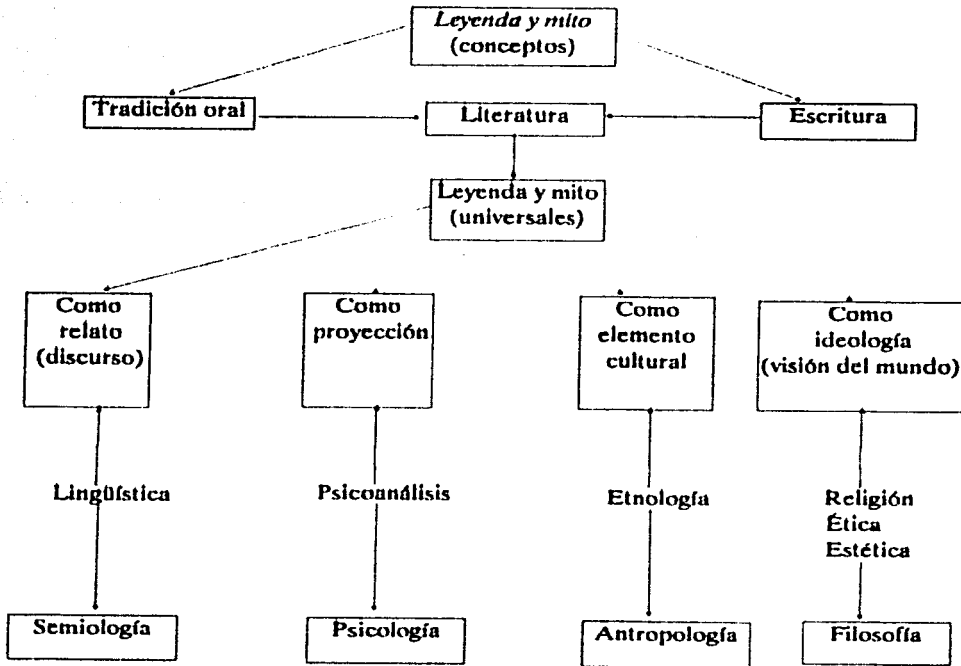 Leyenda y mito
(conceptos)
Tradición oral
Literatura
Escritura
Leyenda y mito
(universales)
Como
relato
(discurso)
Como
proyección
Como
elemento
cultural
Como
ideología
(visión del mundo)
Lingüística
Psicoanálisis
Etnología
Religión
Ética
Estética
Semiología
Psicología
Antropología
Filosofía